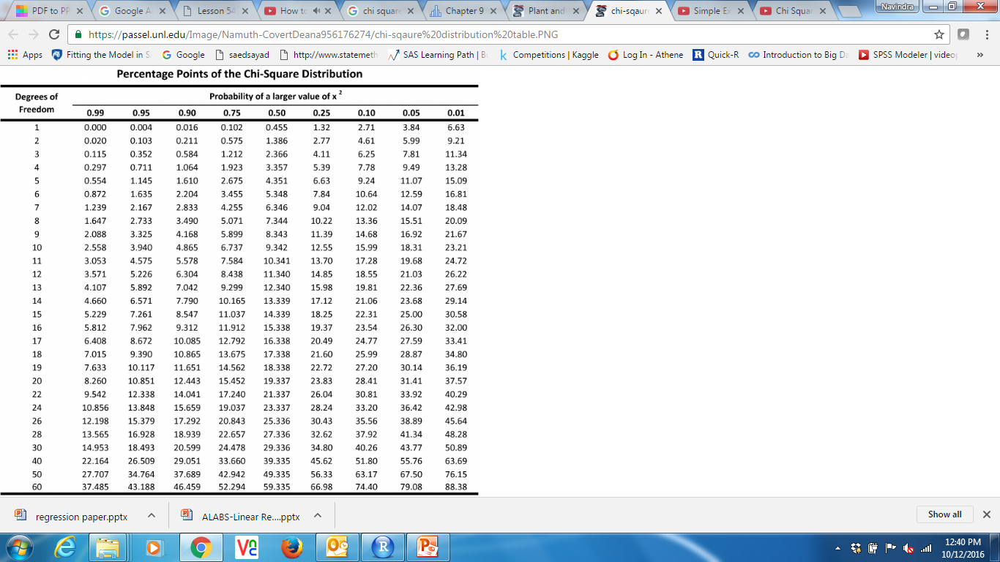 PDF to PP
Google A
Lesson 54
How to
chi square
Chapter 9
Plant and
chi-sqaure
Simple Ex
Chi Squar
Navindra
https://passel.unl.edu/Image/Namuth-CovertDeana956176274/chi-sqaure%20distribution%20table.PNG
Apps Fitting the Model in S Google saedsayad http://www.statemeth SAS Learning Path | B Competitions | Kaggle Log In - Athene Quick-R Introduction to Big Da SPSS Modeler | video »
Percentage Points of the Chi-Square Distribution
Degrees of Freedom
Probability of a larger value of x 2
0.99 0.95 0.90 0.75 0.50 0.25 0.10 0.05 0.01
1 0.000 0.004 0.016 0.102 0.455 1.32 2.71 3.84 6.63
2 0.020 0.103 0.211 0.575 1.386 2.77 4.61 5.99 9.21
3 0.115 0.352 0.584 1.212 2.366 4.11 6.25 7.81 11.34
4 0.297 0.711 1.064 1.923 3.357 5.39 7.78 9.49 13.28
5 0.554 1.145 1.610 2.675 4.351 6.63 9.24 11.07 15.09
6 0.872 1.635 2.204 3.455 5.348 7.84 10.64 12.59 16.81
7 1.239 2.167 2.833 4.255 6.346 9.04 12.02 14.07 18.48
8 1.647 2.733 3.490 5.071 7.344 10.22 13.36 15.51 20.09
9 2.088 3.325 4.168 5.899 8.343 11.39 14.68 16.92 21.67
10 2.558 3.940 4.865 6.737 9.342 12.55 15.99 18.31 23.21
11 3.053 4.575 5.578 7.584 10.341 13.70 17.28 19.68 24.72
12 3.571 5.226 6.304 8.438 11.340 14.85 18.55 21.03 26.22
13 4.107 5.892 7.042 9.299 12.340 15.98 19.81 22.36 27.69
14 4.660 6.571 7.790 10.165 13.339 17.12 21.06 23.68 29.14
15 5.229 7.261 8.547 11.037 14.339 18.25 22.31 25.00 30.58
16 5.812 7.962 9.312 11.912 15.338 19.37 23.54 26.30 32.00
17 6.408 8.672 10.085 12.792 16.338 20.49 24.77 27.59 33.41
18 7.015 9.390 10.865 13.675 17.338 21.60 25.99 28.87 34.80
19 7.633 10.117 11.651 14.562 18.338 22.72 27.20 30.14 36.19
20 8.260 10.851 12.443 15.452 19.337 23.83 28.41 31.41 37.57
22 9.542 12.338 14.041 17.240 21.337 26.04 30.81 33.92 40.29
24 10.856 13.848 15.659 19.037 23.337 28.24 33.20 36.42 42.98
26 12.198 15.379 17.292 20.843 25.336 30.43 35.56 38.89 45.64
28 13.565 16.928 18.939 22.657 27.336 32.62 37.92 41.34 48.28
30 14.953 18.493 20.599 24.478 29.336 34.80 40.26 43.77 50.89
40 22.164 26.509 29.051 33.660 39.335 45.62 51.80 55.76 63.69
50 27.707 34.764 37.689 42.942 49.335 56.33 63.17 67.50 76.15
60 37.485 43.188 46.459 52.294 59.335 66.98 74.40 79.08 88.38
regression paper.pptx
ALABS-Linear Re....pptx
Show all
12:40 PM
10/12/2016